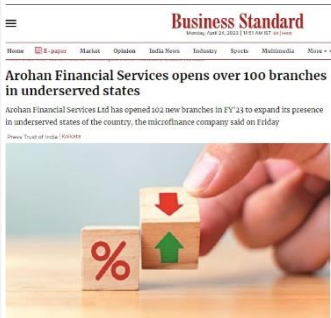 Business Standard
Monday, April 24, 2023 | 11:51 AM IST
Home E-paper Market Opinion India News Industry Sports Multimedia More
Arohan Financial Services opens over 100 branches
in underserved states
Arohan Financial Services Ltd has opened 102 new branches in FY'23 to expand its presence
in underserved states of the country, the microfinance company said on Friday
Press Trust of India | Kolkata
%